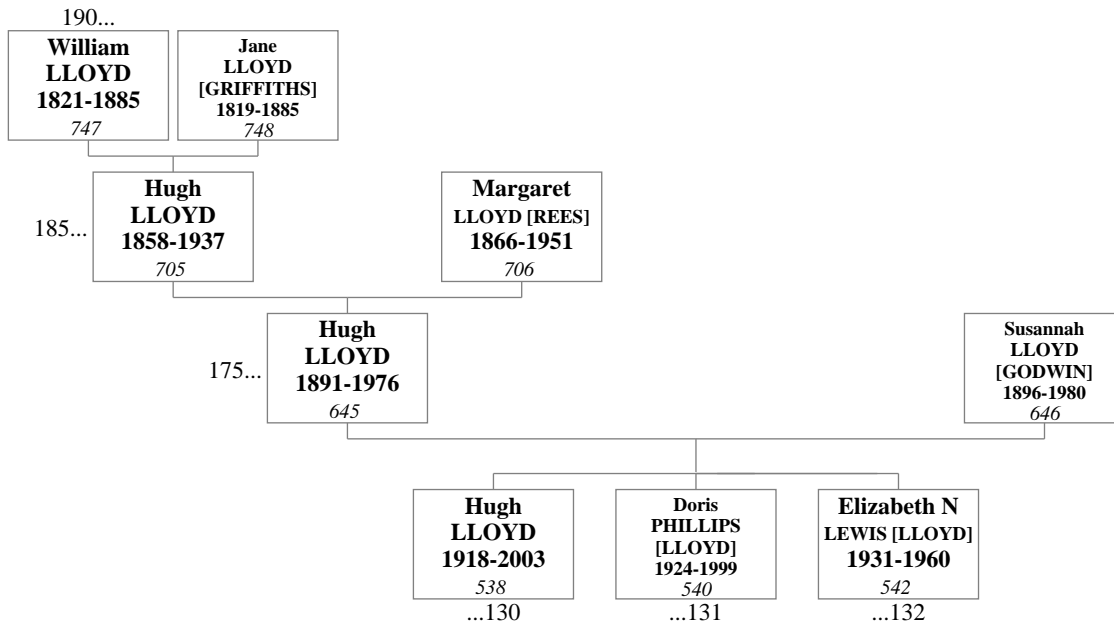 190...
William
LLOYD
1821-1885
747
Jane
LLOYD
[GRIFFITHS]
1819-1885
748
185...
Hugh
LLOYD
1858-1937
705
Margaret
LLOYD [REES]
1866-1951
706
175...
Hugh
LLOYD
1891-1976
645
Susannah
LLOYD
[GODWIN]
1896-1980
646
Hugh
LLOYD
1918-2003
538
...130
Doris
PHILLIPS
[LLOYD]
1924-1999
540
...131
Elizabeth N
LEWIS [LLOYD]
1931-1960
542
...132